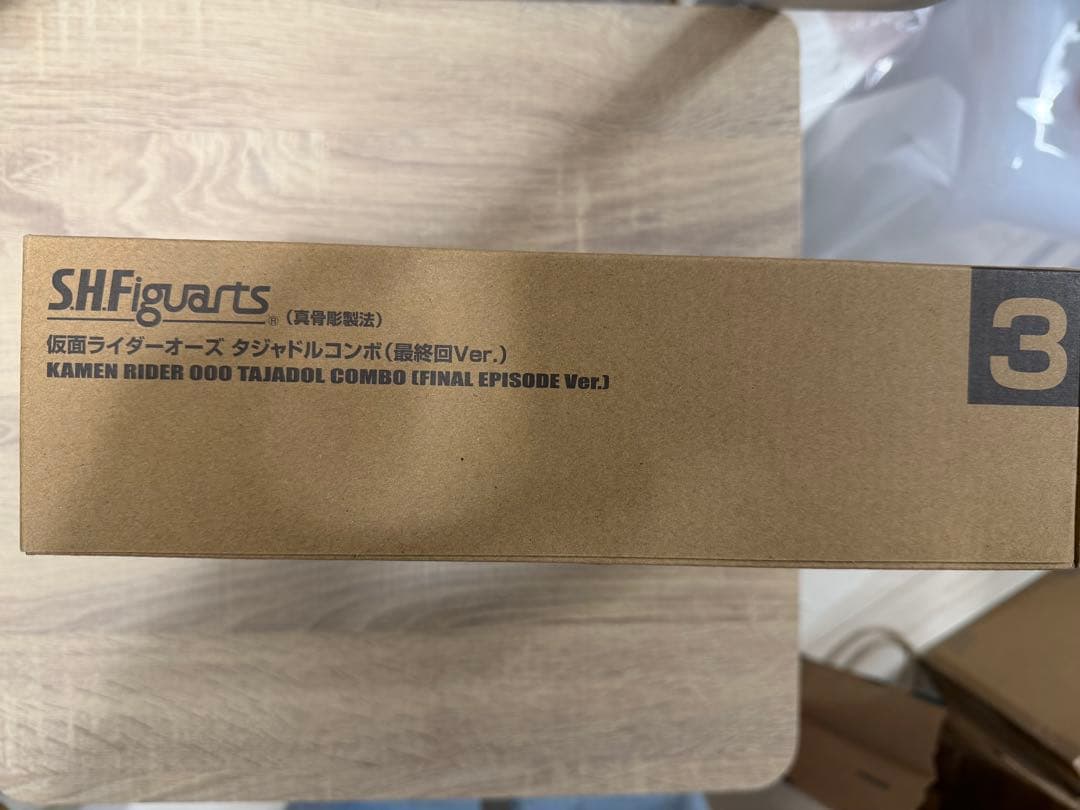 S.H.Figuarts® (真骨彫製法)
仮面ライダーオーズ タジャドルコンボ(最終回Ver.)
KAMEN RIDER OOO TAJADOL COMBO (FINAL EPISODE Ver.)
3